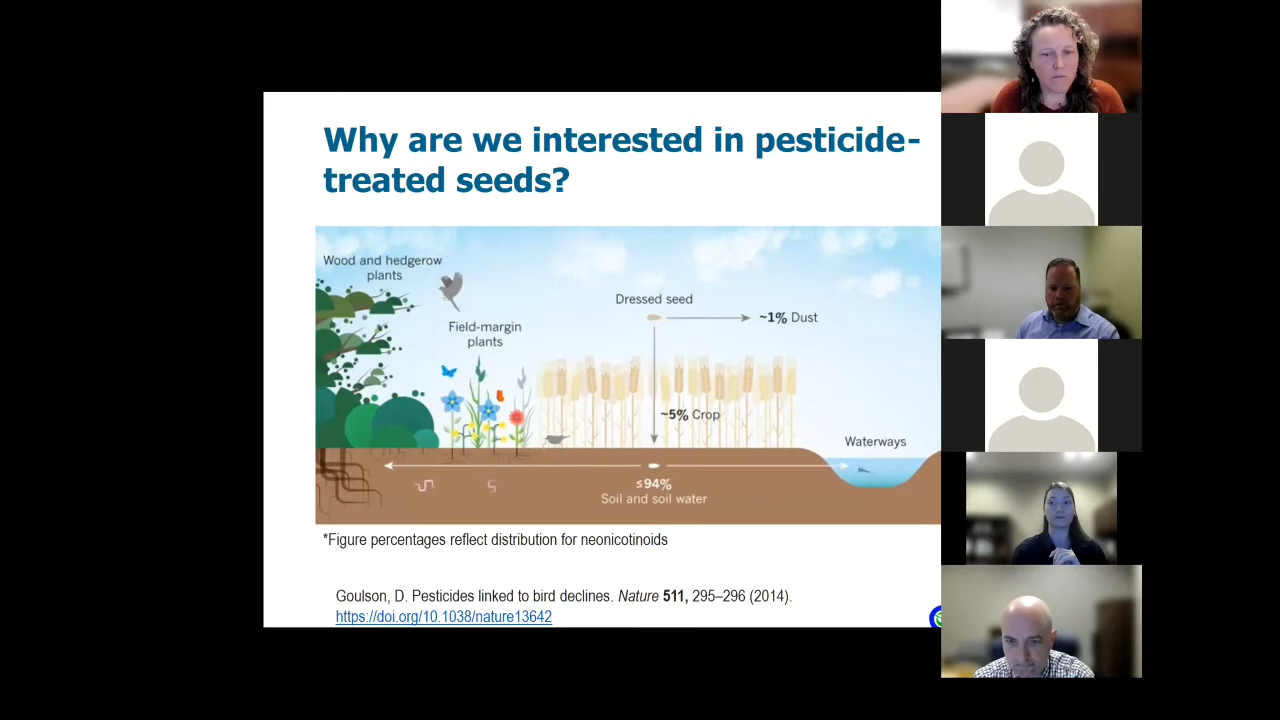 Why are we interested in pesticide-
treated seeds?
Wood and hedgerow
plants
Field-margin
plants
Dressed seed
~1% Dust
~5% Crop
Waterways
≤94%
Soil and soil water
*Figure percentages reflect distribution for neonicotinoids
Goulson, D. Pesticides linked to bird declines. Nature 511, 295–296 (2014).
https://doi.org/10.1038/nature13642